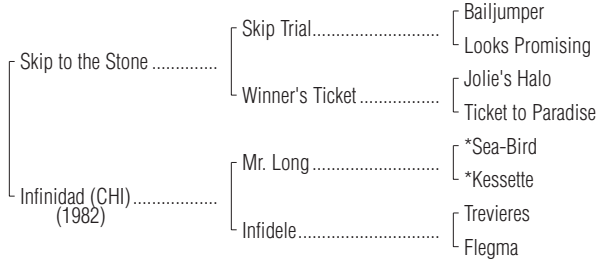 Bailjumper
Skip Trial..........................
Looks Promising
Skip to the Stone ..............
Jolie's Halo
Winner's Ticket .................
Ticket to Paradise
*Sea-Bird
Mr. Long...........................
*Kessette
Infinidad (CHI)..................
(1982)
Trevieres
Infidele..............................
Flegma